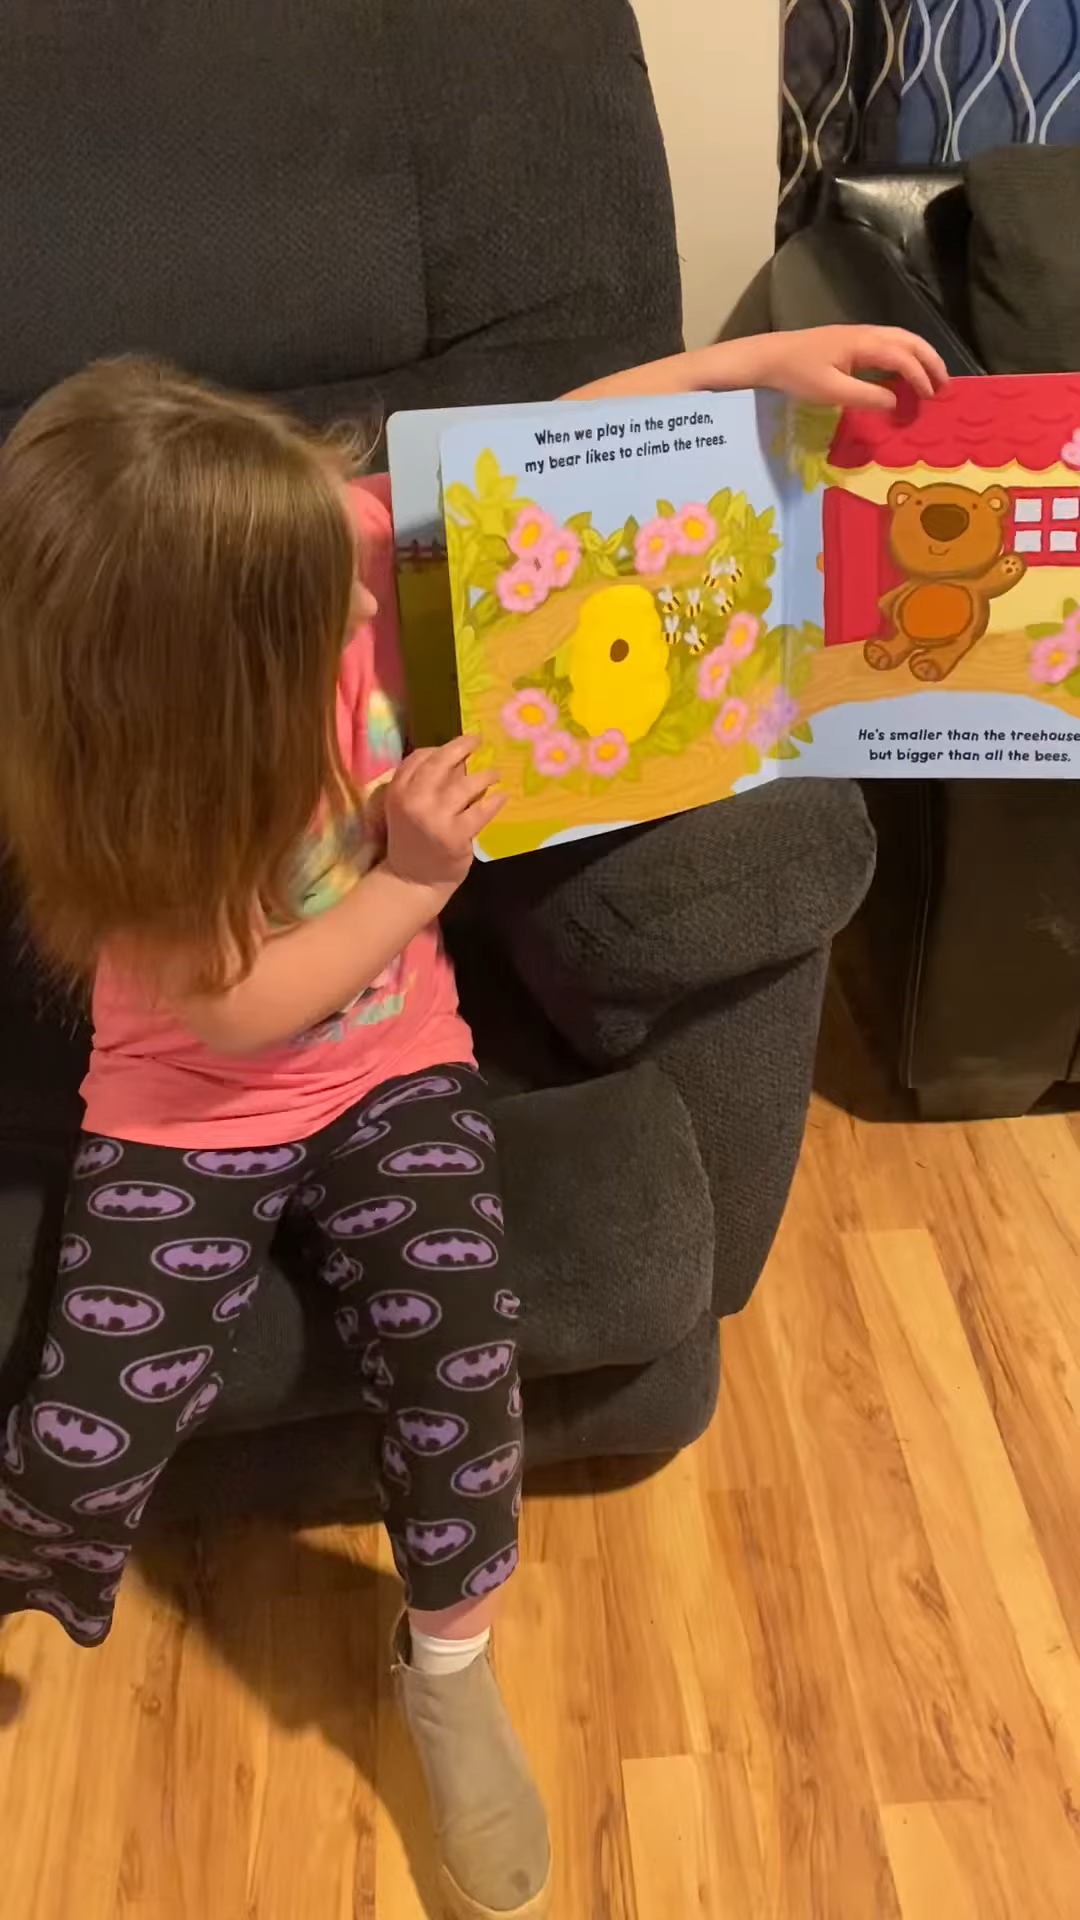 When we play in the garden,
my bear likes to climb the trees.
He's smaller than the treehouse
but bigger than all the bees.